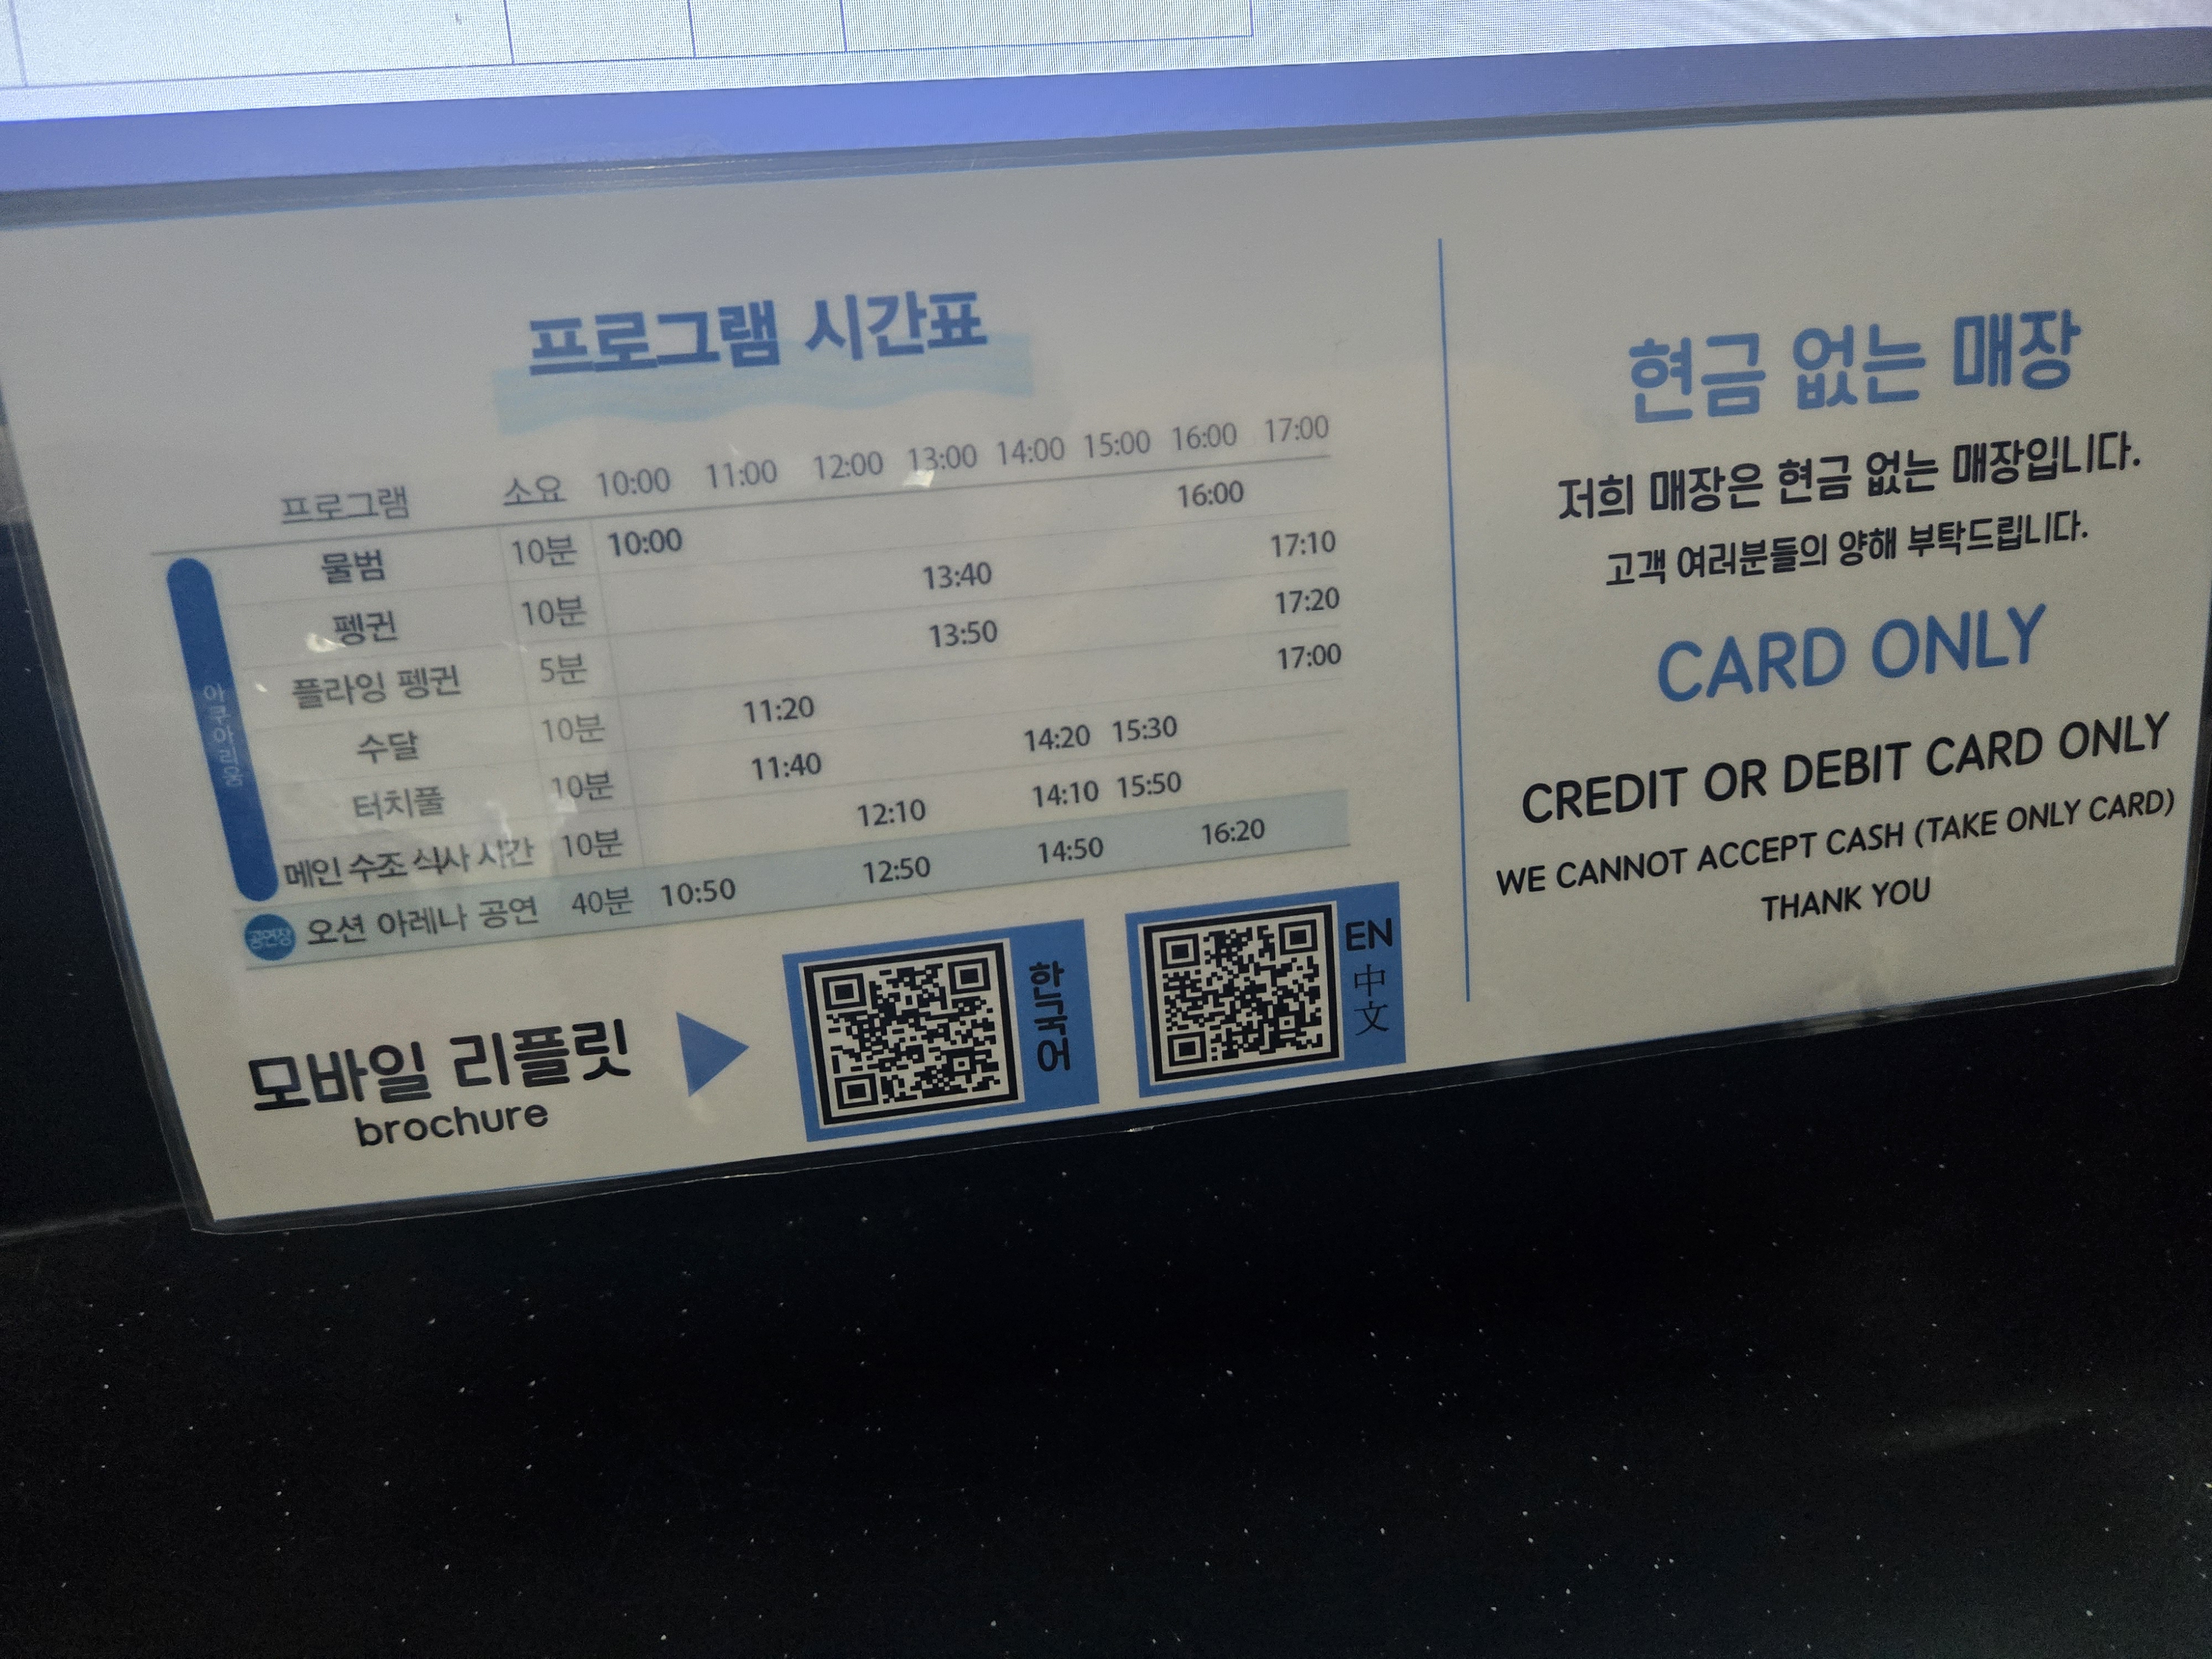 프로그램 시간표
프로그램 소요 10:00 11:00 12:00 13:00 14:00 15:00 16:00 17:00
아쿠아리움
물범 10분 10:00 16:00
펭귄 10분 13:40 17:10
플라잉 펭귄 5분 13:50 17:20
수달 10분 11:20 17:00
터치풀 10분 11:40 14:20 15:30
메인 수조 식사 시간 10분 12:10 14:10 15:50
공연장 오션 아레나 공연 40분 10:50 12:50 14:50 16:20
모바일 리플릿
brochure
한국어
EN
中文
현금 없는 매장
저희 매장은 현금 없는 매장입니다.
고객 여러분들의 양해 부탁드립니다.
CARD ONLY
CREDIT OR DEBIT CARD ONLY
WE CANNOT ACCEPT CASH (TAKE ONLY CARD)
THANK YOU